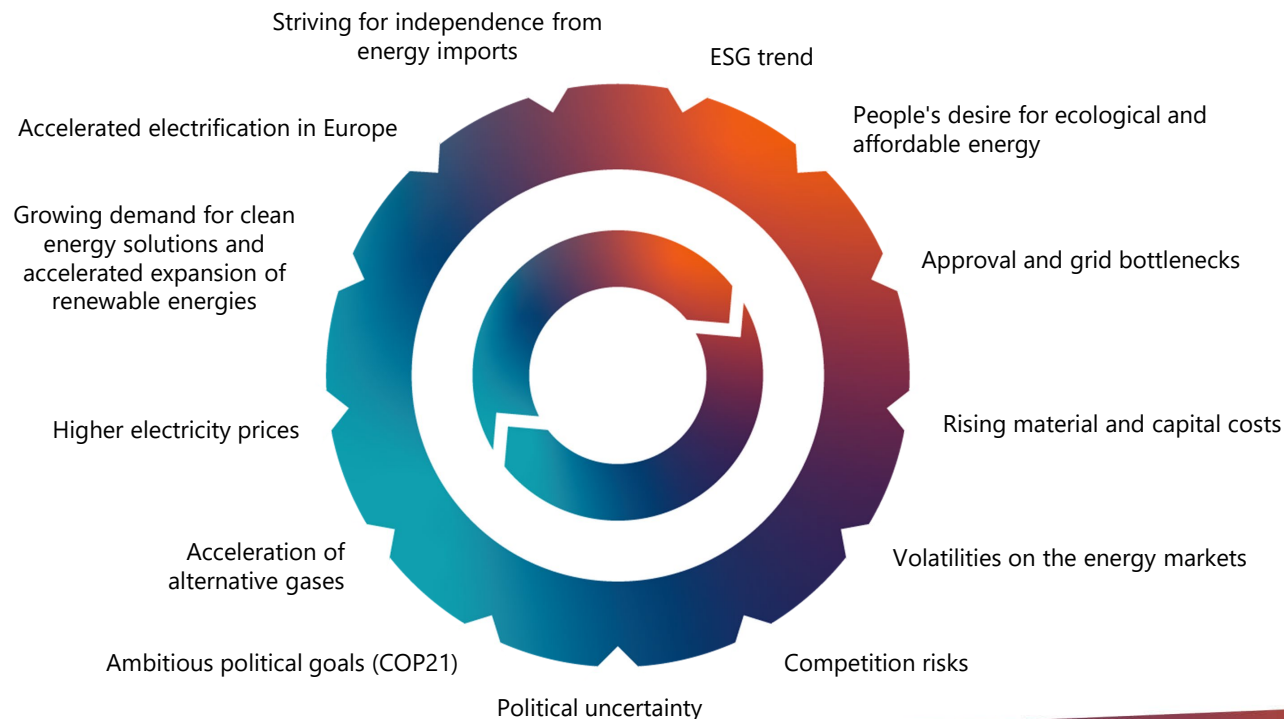 Striving for independence from
energy imports
ESG trend
People's desire for ecological and
affordable energy
Approval and grid bottlenecks
Rising material and capital costs
Volatilities on the energy markets
Competition risks
Political uncertainty
Ambitious political goals (COP21)
Acceleration of
alternative gases
Higher electricity prices
Growing demand for clean
energy solutions and
accelerated expansion of
renewable energies
Accelerated electrification in Europe